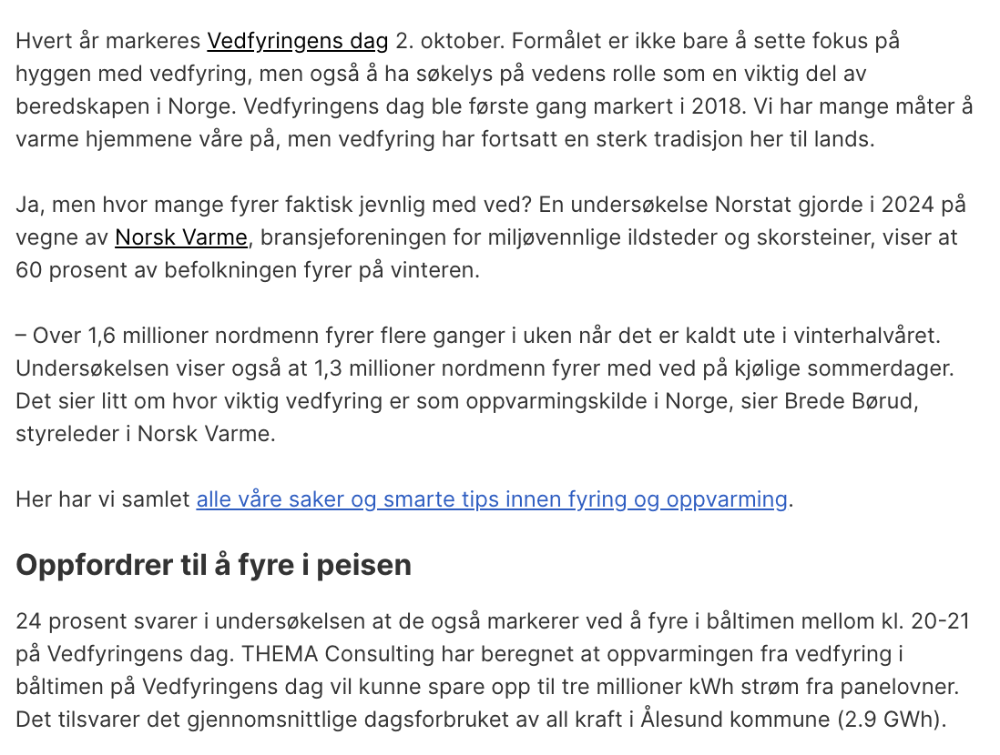 Hvert år markeres Vedfyringens dag 2. oktober. Formålet er ikke bare å sette fokus på
hyggen med vedfyring, men også å ha søkelys på vedens rolle som en viktig del av
beredskapen i Norge. Vedfyringens dag ble første gang markert i 2018. Vi har mange måter å
varme hjemmene våre på, men vedfyring har fortsatt en sterk tradisjon her til lands.
Ja, men hvor mange fyrer faktisk jevnlig med ved? En undersøkelse Norstat gjorde i 2024 på
vegne av Norsk Varme, bransjeforeningen for miljøvennlige ildsteder og skorsteiner, viser at
60 prosent av befolkningen fyrer på vinteren.
– Over 1,6 millioner nordmenn fyrer flere ganger i uken når det er kaldt ute i vinterhalvåret.
Undersøkelsen viser også at 1,3 millioner nordmenn fyrer med ved på kjølige sommerdager.
Det sier litt om hvor viktig vedfyring er som oppvarmingskilde i Norge, sier Brede Børud,
styreleder i Norsk Varme.
Her har vi samlet alle våre saker og smarte tips innen fyring og oppvarming.
Oppfordrer til å fyre i peisen
24 prosent svarer i undersøkelsen at de også markerer ved å fyre i båltimen mellom kl. 20-21
på Vedfyringens dag. THEMA Consulting har beregnet at oppvarmingen fra vedfyring i
båltimen på Vedfyringens dag vil kunne spare opp til tre millioner kWh strøm fra panelovner.
Det tilsvarer det gjennomsnittlige dagsforbruket av all kraft i Ålesund kommune (2.9 GWh).